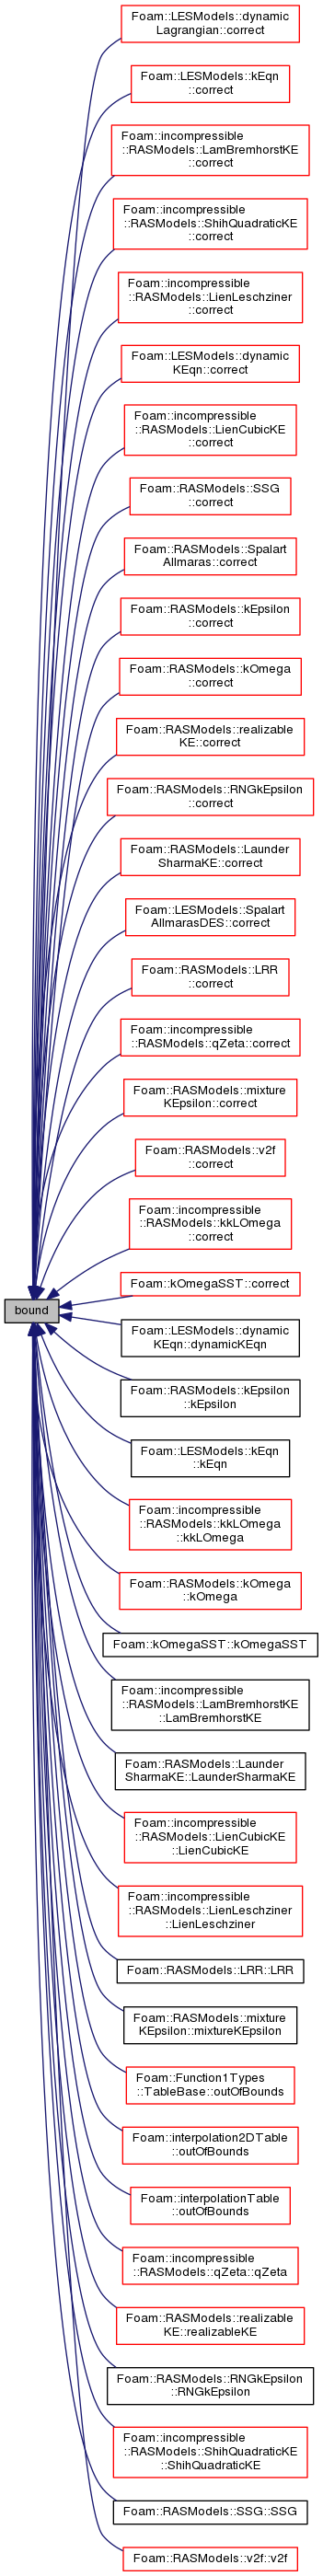 Foam::LESModels::dynamic
Lagrangian::correct
Foam::LESModels::kEqn
::correct
Foam::incompressible
::RASModels::LamBremhorstKE
::correct
Foam::incompressible
::RASModels::ShihQuadraticKE
::correct
Foam::incompressible
::RASModels::LienLeschziner
::correct
Foam::LESModels::dynamic
KEqn::correct
Foam::incompressible
::RASModels::LienCubicKE
::correct
Foam::RASModels::SSG
::correct
Foam::RASModels::Spalart
Allmaras::correct
Foam::RASModels::kEpsilon
::correct
Foam::RASModels::kOmega
::correct
Foam::RASModels::realizable
KE::correct
Foam::RASModels::RNGkEpsilon
::correct
Foam::RASModels::Launder
SharmaKE::correct
Foam::LESModels::Spalart
AllmarasDES::correct
Foam::RASModels::LRR
::correct
Foam::incompressible
::RASModels::qZeta::correct
Foam::RASModels::mixture
KEpsilon::correct
Foam::RASModels::v2f
::correct
Foam::incompressible
::RASModels::kkLOmega
::correct
Foam::kOmegaSST::correct
bound
Foam::LESModels::dynamic
KEqn::dynamicKEqn
Foam::RASModels::kEpsilon
::kEpsilon
Foam::LESModels::kEqn
::kEqn
Foam::incompressible
::RASModels::kkLOmega
::kkLOmega
Foam::RASModels::kOmega
::kOmega
Foam::kOmegaSST::kOmegaSST
Foam::incompressible
::RASModels::LamBremhorstKE
::LamBremhorstKE
Foam::RASModels::Launder
SharmaKE::LaunderSharmaKE
Foam::incompressible
::RASModels::LienCubicKE
::LienCubicKE
Foam::incompressible
::RASModels::LienLeschziner
::LienLeschziner
Foam::RASModels::LRR::LRR
Foam::RASModels::mixture
KEpsilon::mixtureKEpsilon
Foam::Function1Types
::TableBase::outOfBounds
Foam::interpolation2DTable
::outOfBounds
Foam::interpolationTable
::outOfBounds
Foam::incompressible
::RASModels::qZeta::qZeta
Foam::RASModels::realizable
KE::realizableKE
Foam::RASModels::RNGkEpsilon
::RNGkEpsilon
Foam::incompressible
::RASModels::ShihQuadraticKE
::ShihQuadraticKE
Foam::RASModels::SSG::SSG
Foam::RASModels::v2f::v2f